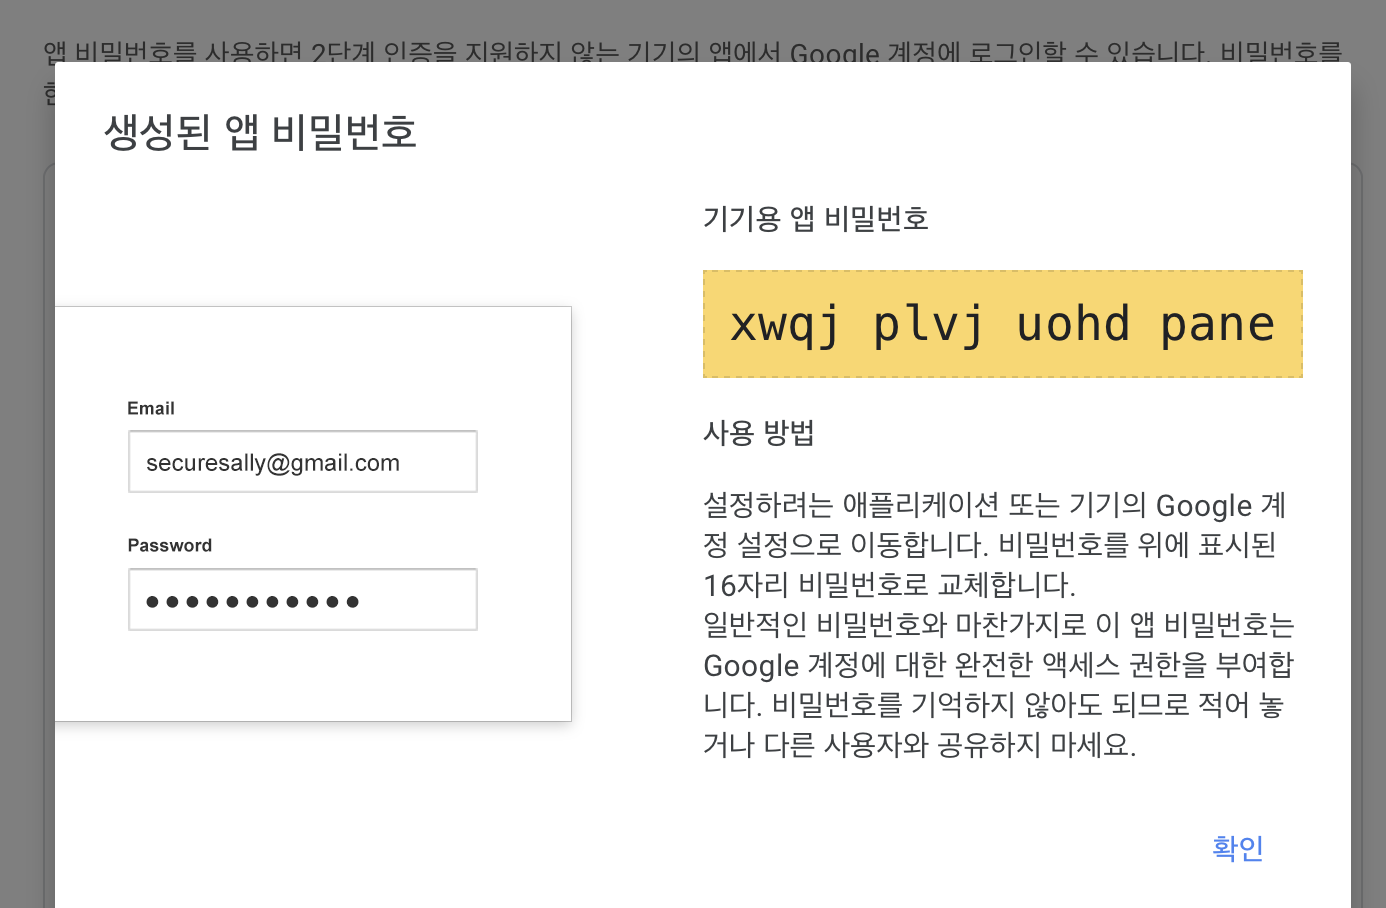 앱 비밀번호를 사용하면 2단계 인증을 지원하지 않는 기기의 앱에서 Google 계정에 로그인할 수 있습니다. 비밀번호를
생성된 앱 비밀번호
Email
securesally@gmail.com
Password
기기용 앱 비밀번호
xwqj plvj uohd pane
사용 방법
설정하려는 애플리케이션 또는 기기의 Google 계
정 설정으로 이동합니다. 비밀번호를 위에 표시된
16자리 비밀번호로 교체합니다.
일반적인 비밀번호와 마찬가지로 이 앱 비밀번호는
Google 계정에 대한 완전한 액세스 권한을 부여합
니다. 비밀번호를 기억하지 않아도 되므로 적어 놓
거나 다른 사용자와 공유하지 마세요.
확인